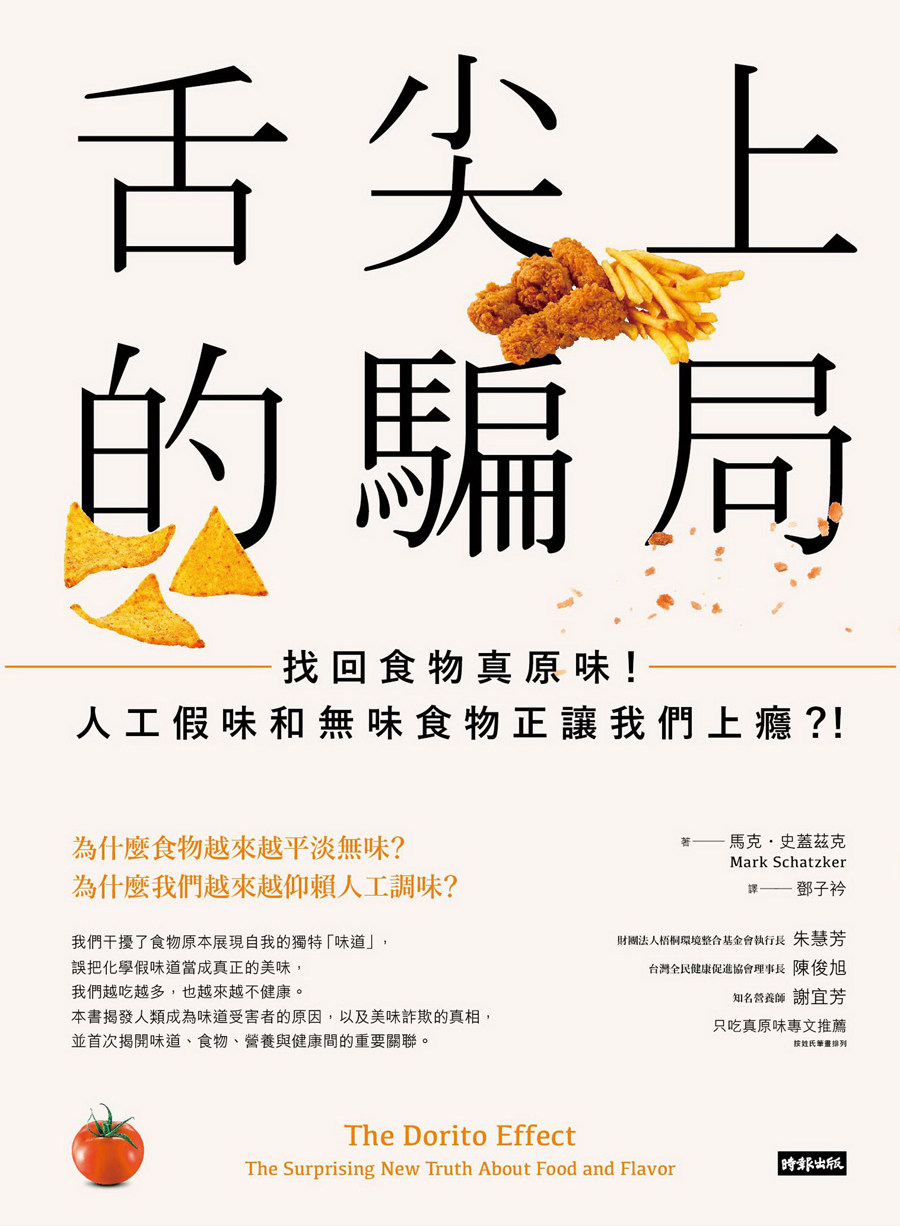 舌尖上
的騙局
找回食物真原味！
人工假味和無味食物正讓我們上癮?!
為什麼食物越來越平淡無味?
為什麼我們越來越仰賴人工調味?
我們干擾了食物原本展現自我的獨特「味道」，
誤把化學假味道當成真正的美味，
我們越吃越多，也越來越不健康。
本書揭發人類成為味道受害者的原因，以及美味詐欺的真相，
並首次揭開味道、食物、營養與健康間的重要關聯。
著——馬克・史蓋茲克
Mark Schatzker
譯——鄧子衿
財團法人梧桐環境整合基金會執行長 朱慧芳
台灣全民健康促進協會理事長 陳俊旭
知名營養師 謝宜芳
只吃真原味專文推薦
按姓氏筆畫排列
The Dorito Effect
The Surprising New Truth About Food and Flavor
時報出版